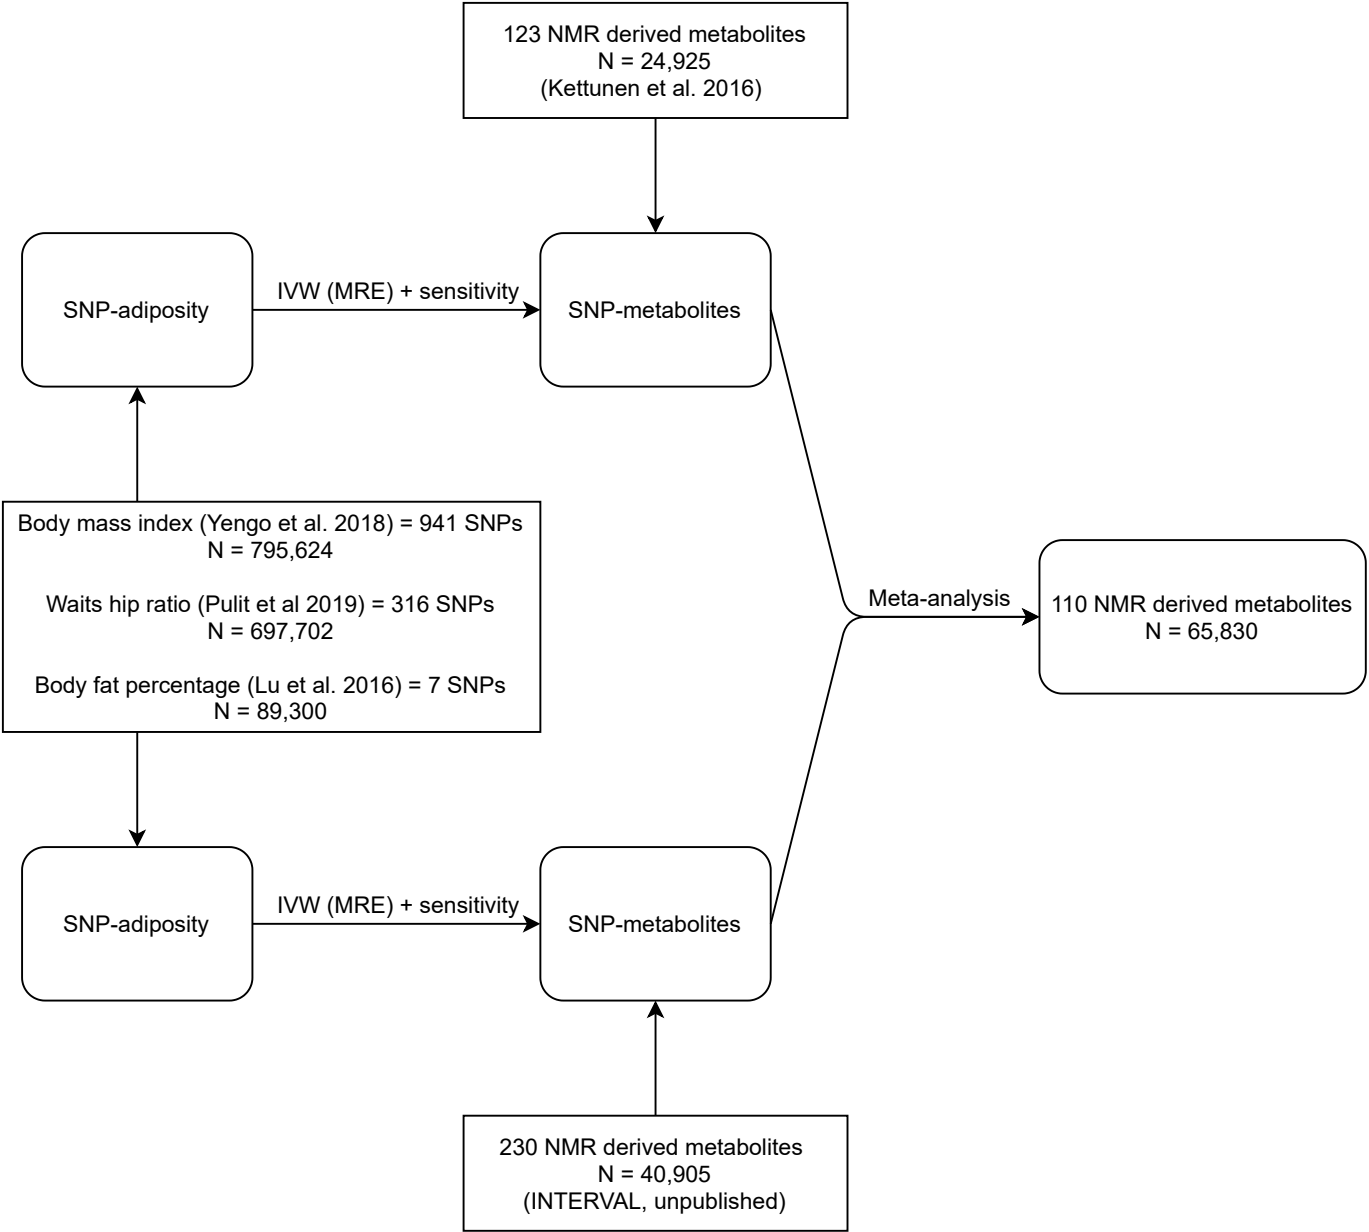 123 NMR derived metabolites
N = 24,925
(Kettunen et al. 2016)
SNP-adiposity
IVW (MRE) + sensitivity
SNP-metabolites
Body mass index (Yengo et al. 2018) = 941 SNPs
N = 795,624
Waits hip ratio (Pulit et al 2019) = 316 SNPs
N = 697,702
Body fat percentage (Lu et al. 2016) = 7 SNPs
N = 89,300
Meta-analysis
110 NMR derived metabolites
N = 65,830
SNP-adiposity
IVW (MRE) + sensitivity
SNP-metabolites
230 NMR derived metabolites
N = 40,905
(INTERVAL, unpublished)